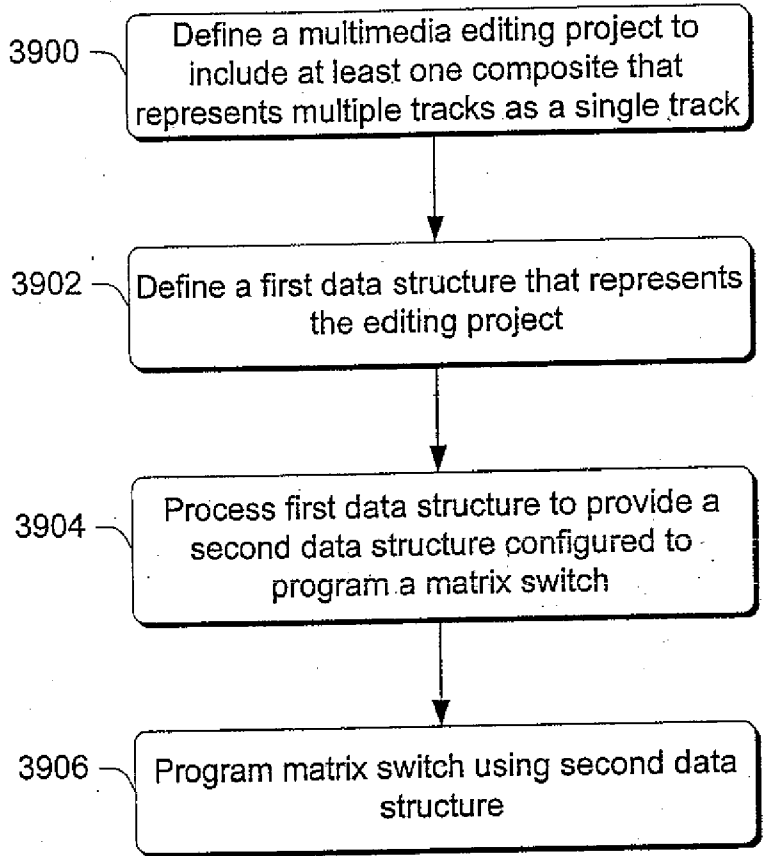 3900
Define a multimedia editing project to
include at least one composite that
represents multiple tracks as a single track
3902
Define a first data structure that represents
the editing project
3904
Process first data structure to provide a
second data structure configured to
program a matrix switch
3906
Program matrix switch using second data
structure